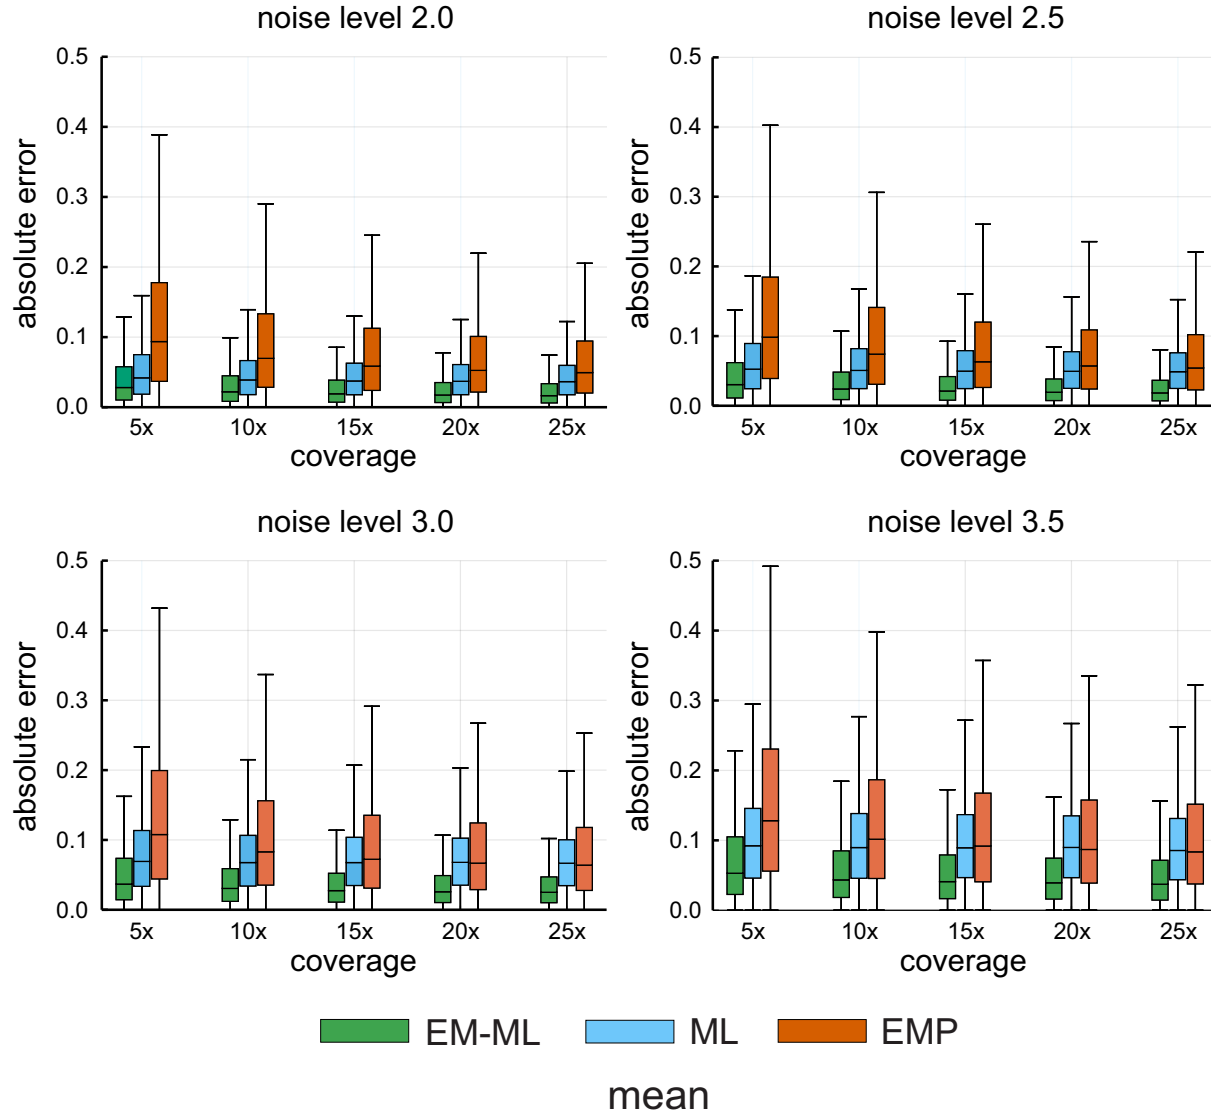 noise level 2.0
0.5
0.4
0.3
0.2
0.1
0.0
absolute error
5x 10x 15x 20x 25x
coverage
noise level 2.5
0.5
0.4
0.3
0.2
0.1
0.0
absolute error
5x 10x 15x 20x 25x
coverage
noise level 3.0
0.5
0.4
0.3
0.2
0.1
0.0
absolute error
5x 10x 15x 20x 25x
coverage
noise level 3.5
0.5
0.4
0.3
0.2
0.1
0.0
absolute error
5x 10x 15x 20x 25x
coverage
EM-ML ML EMP
mean